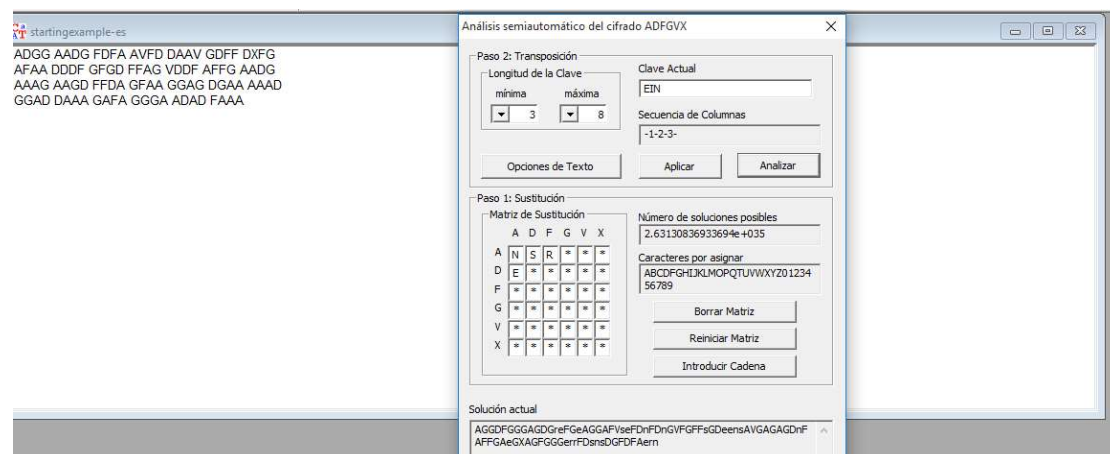 startingexample-es
ADGG AADG FDFA AVFD DAAV GDFF DXFG
AFAA DDDF GFGD FFAG VDDF AFFG AADG
AAAG AAGD FFDA GFAA GGAG DGAA AAAD
GGAD DAAA GAFA GGGA ADAD FAAA
Análisis semiautomático del cifrado ADFGVX
Paso 2: Transposición
Longitud de la Clave
mínima máxima
3 8
Clave Actual
EIN
Secuencia de Columnas
-1-2-3-
Opciones de Texto Aplicar Analizar
Paso 1: Sustitución
Matriz de Sustitución
A D F G V X
A N S R * * *
D E * * * * *
F * * * * * *
G * * * * * *
V * * * * * *
X * * * * * *
Número de soluciones posibles
2.63130836933694e+035
Caracteres por asignar
ABCDFGHIJKLMOPQTUVWXYZ01234
56789
Borrar Matriz
Reiniciar Matriz
Introducir Cadena
Solución actual
AGGDFGGGAGDGreFGeAGGAFVseFDnFDnGVFGFFsGDeensAVGAGAGDnF
AFFGAeGXAGFGGGerrFDsnsDGFDFAern